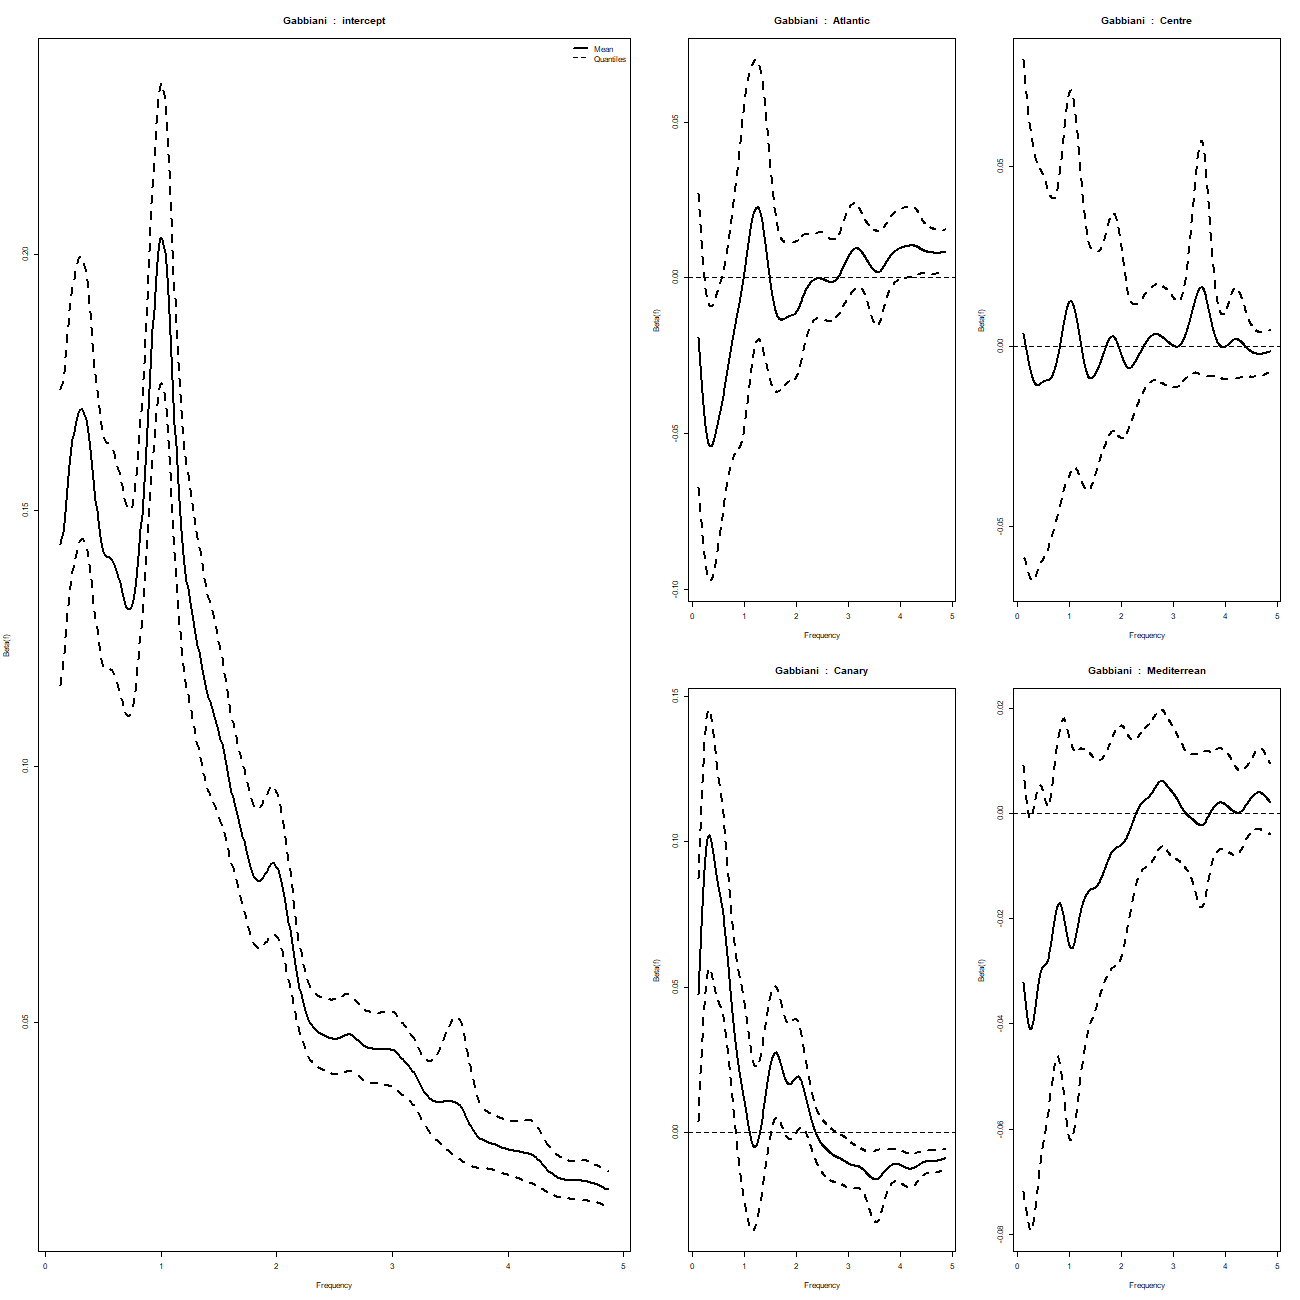 Gabbiani : intercept
Mean
Quantiles
Beta(f)
0.20
0.15
0.10
0.05
0 1 2 3 4 5
Frequency
Gabbiani : Atlantic
Beta(f)
0.05
0.00
-0.05
-0.10
0 1 2 3 4 5
Frequency
Gabbiani : Centre
Beta(f)
0.05
0.00
-0.05
0 1 2 3 4 5
Frequency
Gabbiani : Canary
Beta(f)
0.15
0.10
0.05
0.00
0 1 2 3 4 5
Frequency
Gabbiani : Mediterrean
Beta(f)
0.02
0.00
-0.02
-0.04
-0.06
-0.08
0 1 2 3 4 5
Frequency